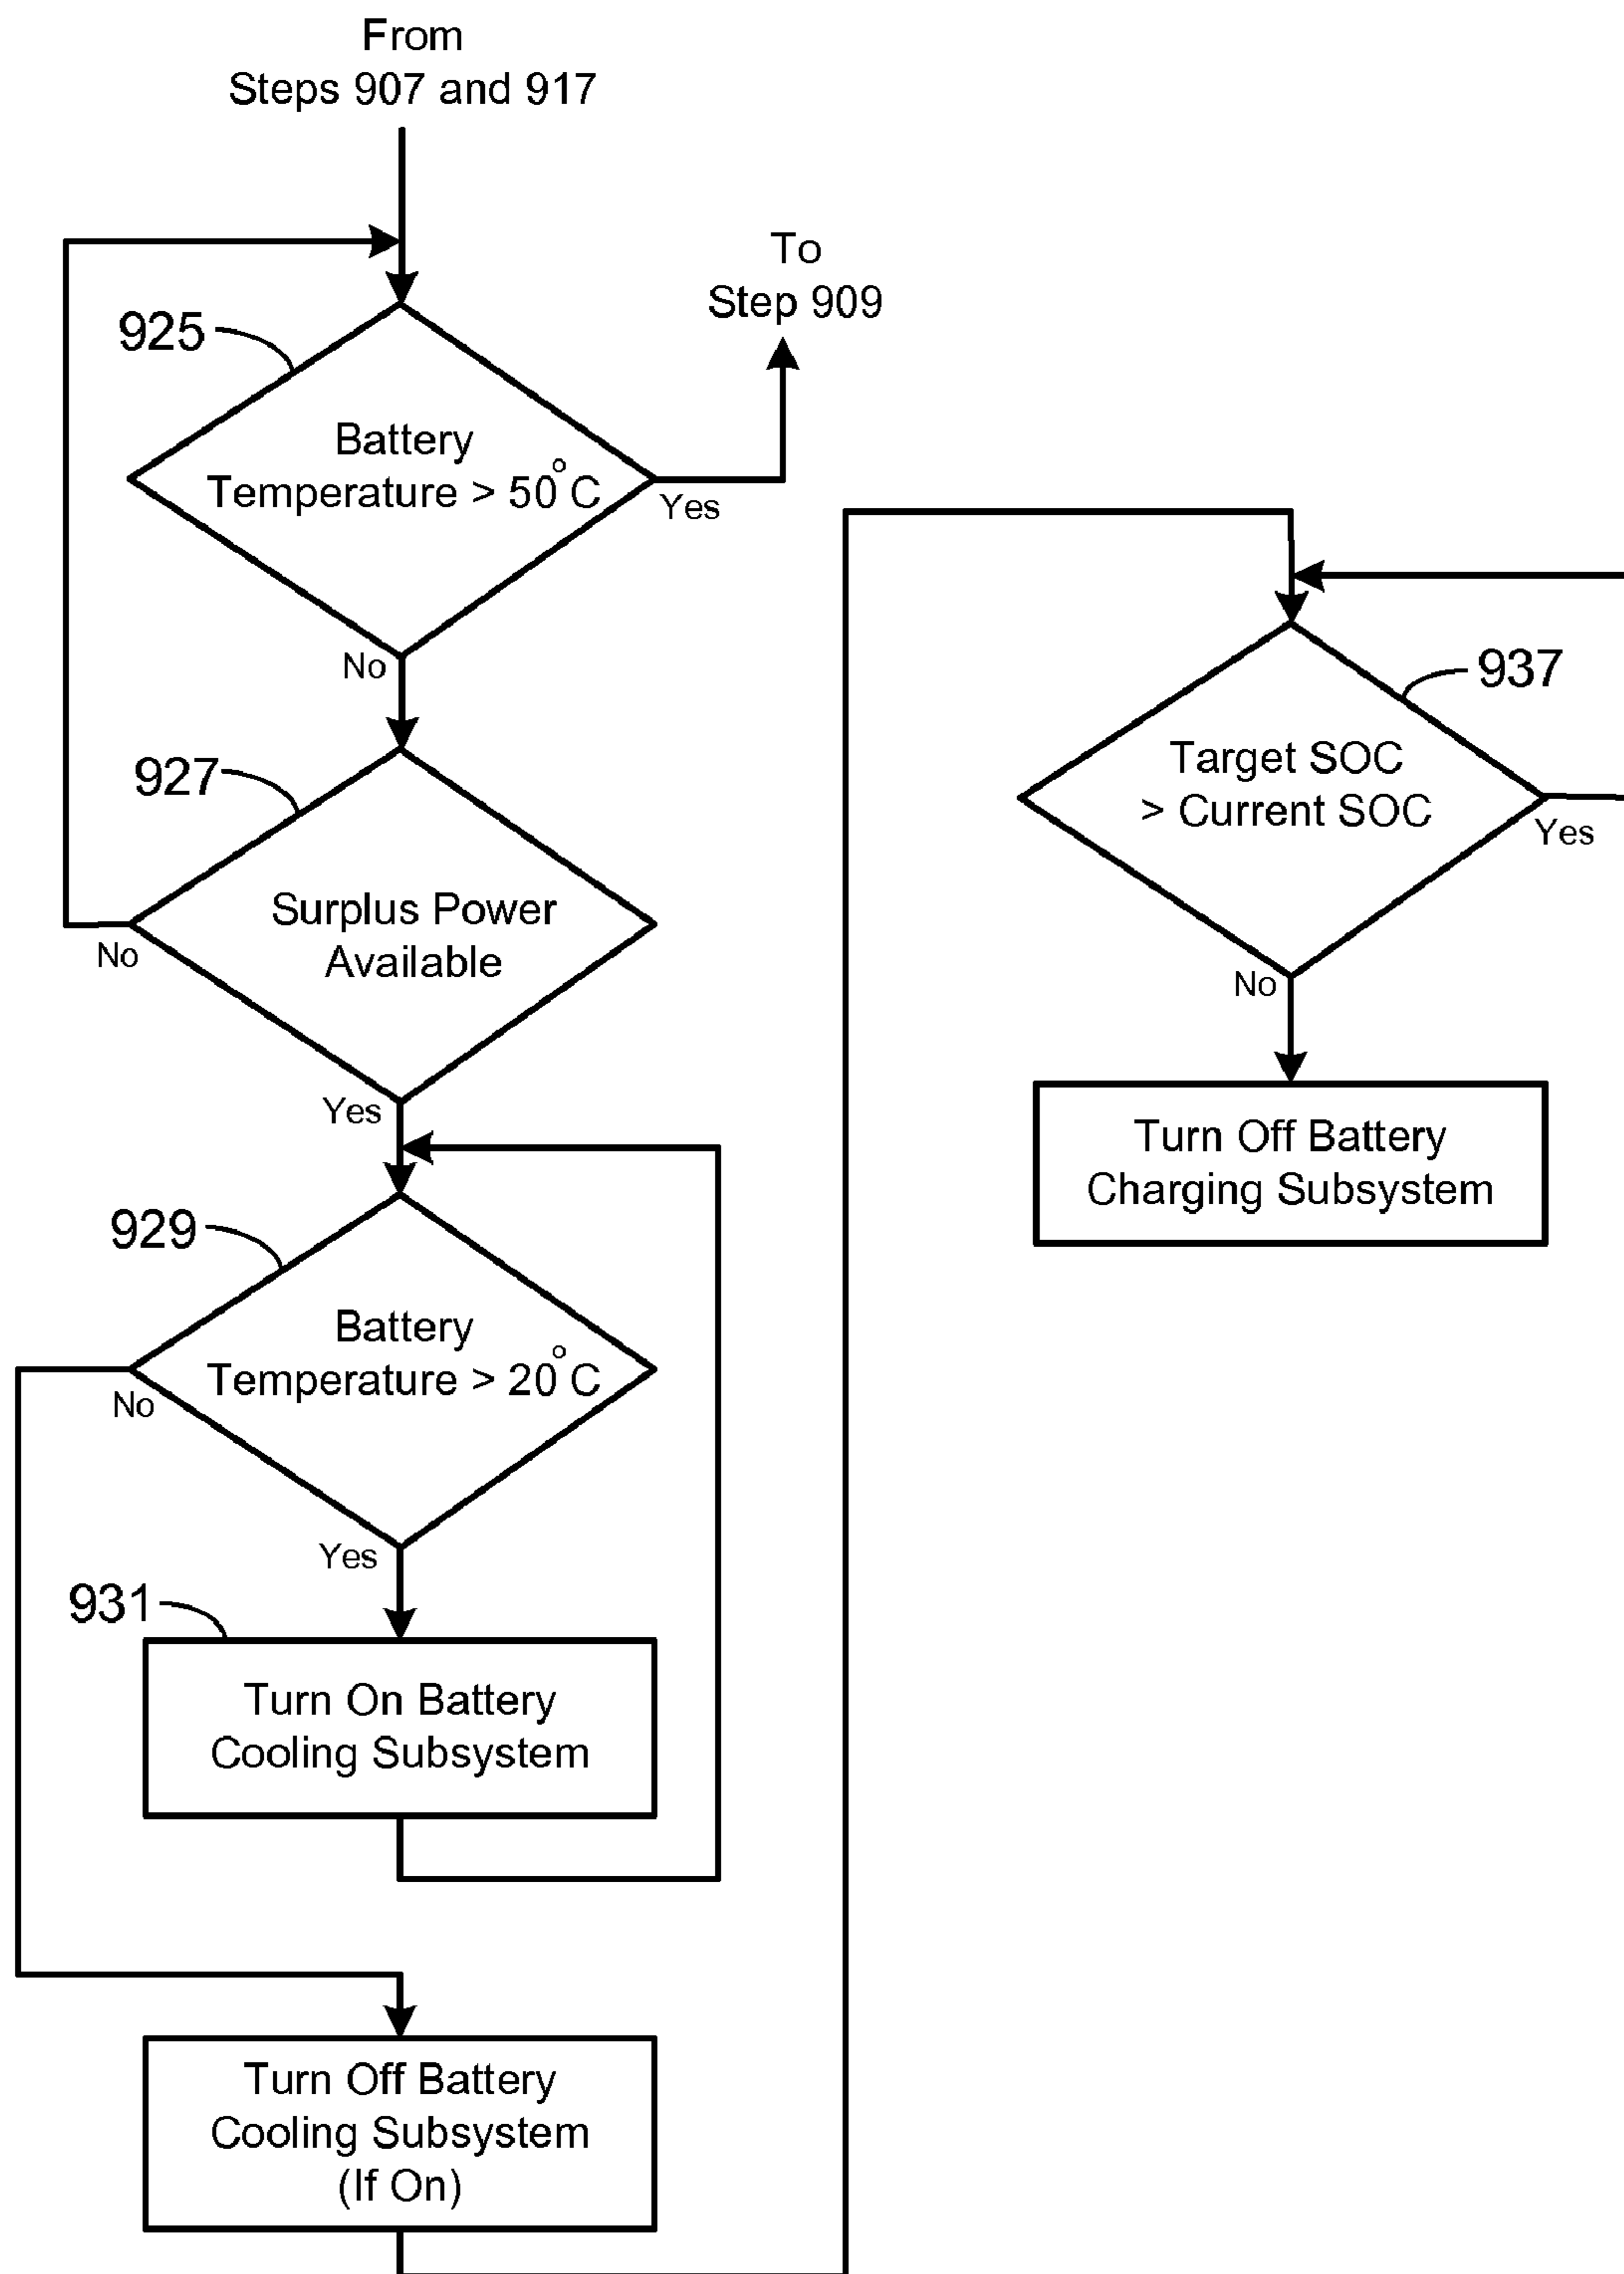 From
Steps 907 and 917
To
Step 909
925
Battery
Temperature > 50°C
Yes
No
927
Surplus Power
Available
No
Yes
929
Battery
Temperature > 20°C
No
Yes
931
Turn On Battery
Cooling Subsystem
Turn Off Battery
Cooling Subsystem
(If On)
937
Target SOC
> Current SOC
Yes
No
Turn Off Battery
Charging Subsystem